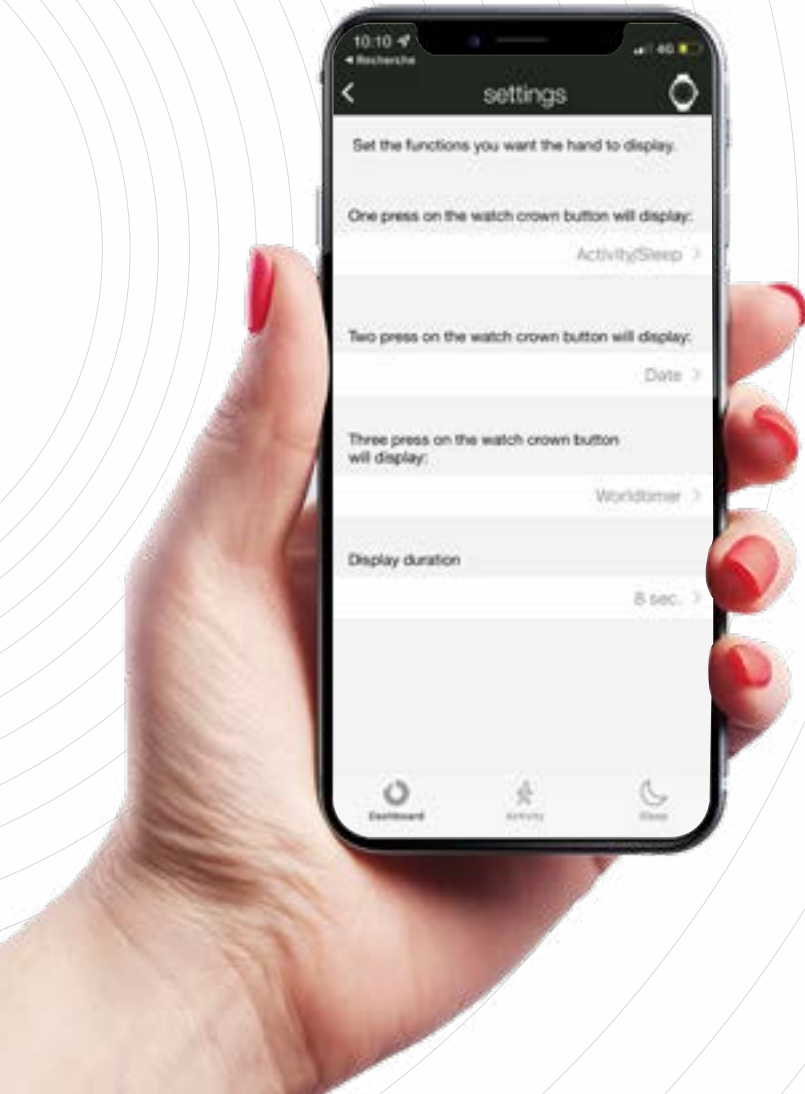 10:10
◀ Recherche
4G
settings
Set the functions you want the hand to display.
One press on the watch crown button will display:
Activity/Sleep >
Two press on the watch crown button will display:
Date >
Three press on the watch crown button
will display:
Worldtimer >
Display duration
8 sec. >
Dashboard
Activity
Sleep